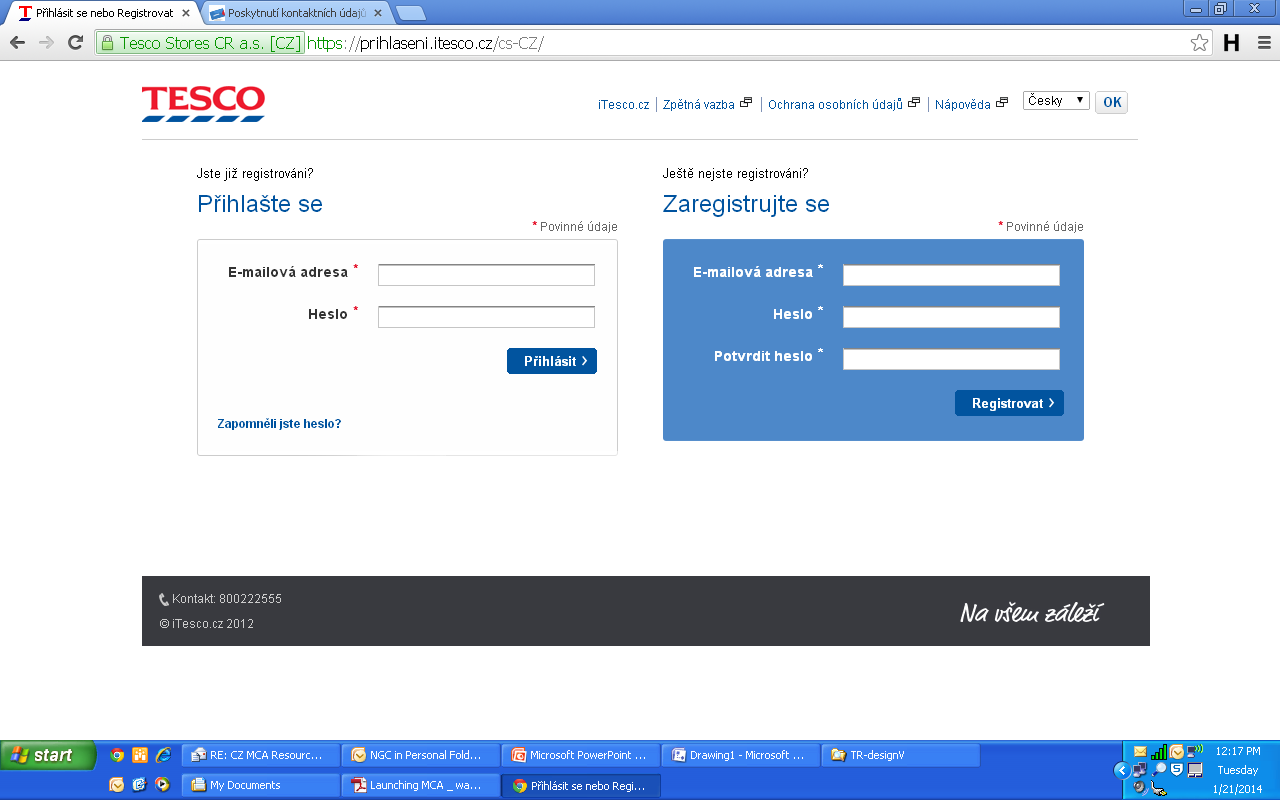 Přihlásit se nebo Registrovat
Poskytnutí kontaktních údajů
Tesco Stores CR a.s. [CZ] https://prihlaseni.itesco.cz/cs-CZ/
H
TESCO
iTesco.cz | Zpětná vazba | Ochrana osobních údajů | Nápověda
Česky
OK
Jste již registrováni?
Přihlašte se
* Povinné údaje
E-mailová adresa *
Heslo *
Přihlásit
Zapomněli jste heslo?
Ještě nejste registrováni?
Zaregistrujte se
* Povinné údaje
E-mailová adresa *
Heslo *
Potvrdit heslo *
Registrovat
Kontakt: 800222555
© iTesco.cz 2012
Na všem záleží
start
RE: CZ MCA Resourc...
NGC in Personal Fold...
Microsoft PowerPoint ...
Drawing1 - Microsoft ...
TR-designV
My Documents
Launching MCA _ wa...
Přihlásit se nebo Regi...
12:17 PM
Tuesday
1/21/2014